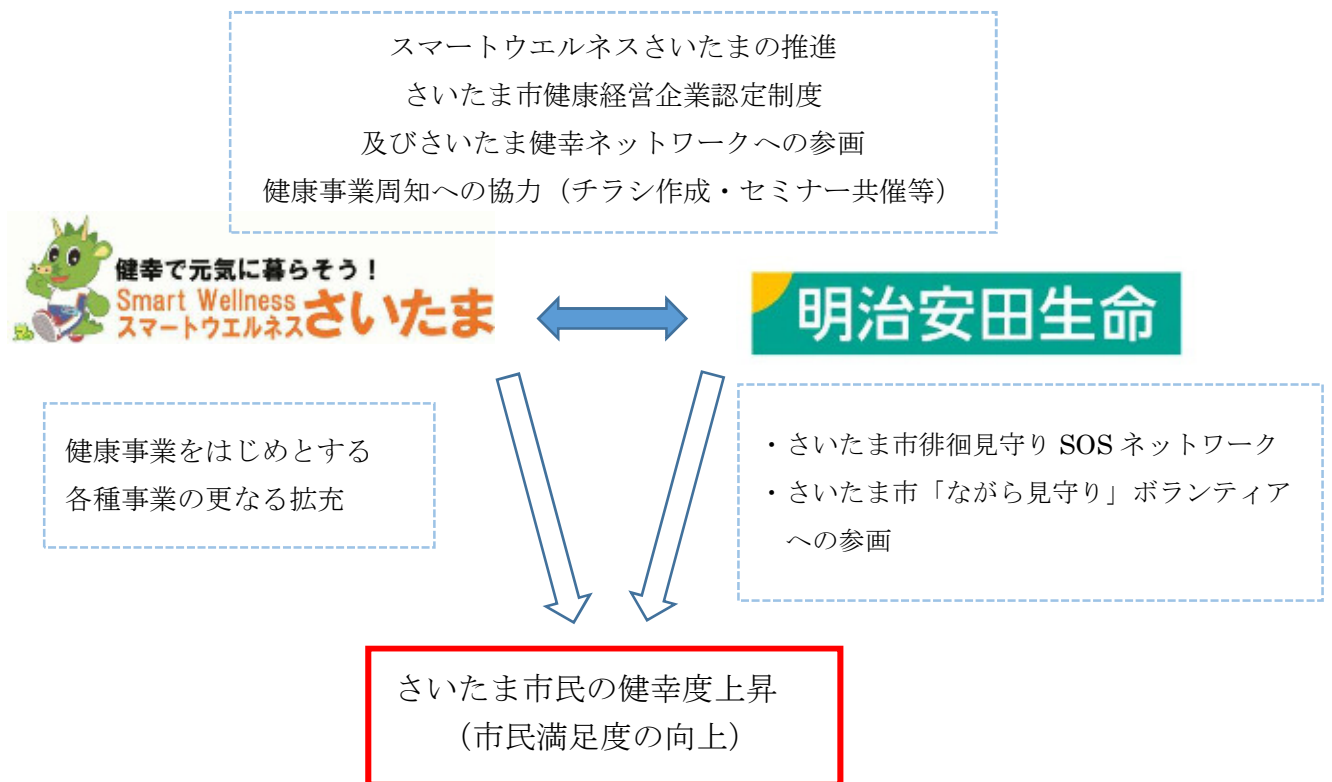 スマートウエルネスさいたまの推進
さいたま市健康経営企業認定制度
及びさいたま健幸ネットワークへの参画
健康事業周知への協力（チラシ作成・セミナー共催等）
健幸で元気に暮らそう！
Smart Wellness
スマートウエルネスさいたま
明治安田生命
健康事業をはじめとする
各種事業の更なる拡充
・さいたま市徘徊見守り SOS ネットワーク
・さいたま市「ながら見守り」ボランティア
への参画
さいたま市民の健幸度上昇
（市民満足度の向上）